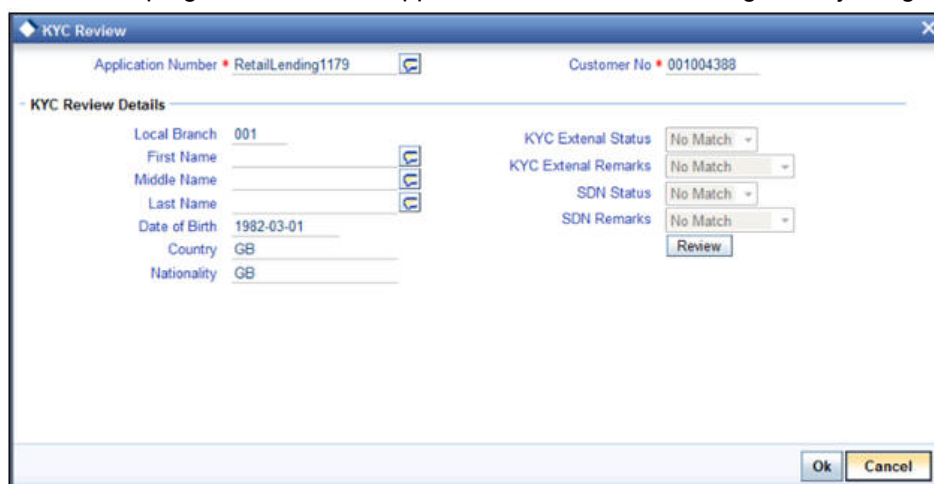 KYC Review
Application Number * RetailLending1179
Customer No * 001004388
KYC Review Details
Local Branch 001
First Name
Middle Name
Last Name
Date of Birth 1982-03-01
Country GB
Nationality GB
KYC Extenal Status No Match
KYC Extenal Remarks No Match
SDN Status No Match
SDN Remarks No Match
Review
Ok Cancel